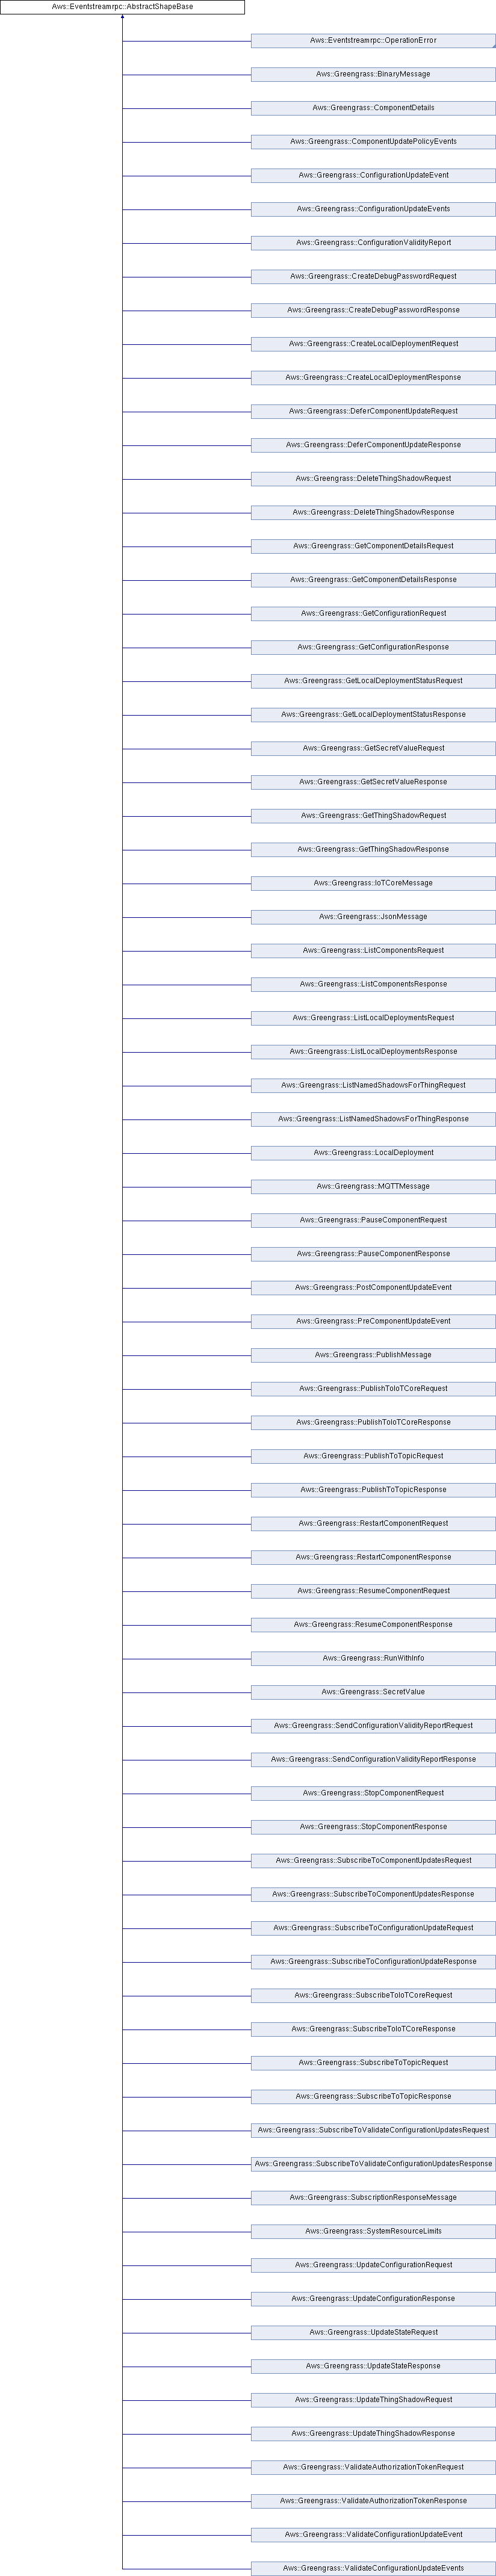 Aws::Eventstreamrpc::AbstractShapeBase
Aws::Eventstreamrpc::OperationError
Aws::Greengrass::BinaryMessage
Aws::Greengrass::ComponentDetails
Aws::Greengrass::ComponentUpdatePolicyEvents
Aws::Greengrass::ConfigurationUpdateEvent
Aws::Greengrass::ConfigurationUpdateEvents
Aws::Greengrass::ConfigurationValidityReport
Aws::Greengrass::CreateDebugPasswordRequest
Aws::Greengrass::CreateDebugPasswordResponse
Aws::Greengrass::CreateLocalDeploymentRequest
Aws::Greengrass::CreateLocalDeploymentResponse
Aws::Greengrass::DeferComponentUpdateRequest
Aws::Greengrass::DeferComponentUpdateResponse
Aws::Greengrass::DeleteThingShadowRequest
Aws::Greengrass::DeleteThingShadowResponse
Aws::Greengrass::GetComponentDetailsRequest
Aws::Greengrass::GetComponentDetailsResponse
Aws::Greengrass::GetConfigurationRequest
Aws::Greengrass::GetConfigurationResponse
Aws::Greengrass::GetLocalDeploymentStatusRequest
Aws::Greengrass::GetLocalDeploymentStatusResponse
Aws::Greengrass::GetSecretValueRequest
Aws::Greengrass::GetSecretValueResponse
Aws::Greengrass::GetThingShadowRequest
Aws::Greengrass::GetThingShadowResponse
Aws::Greengrass::IoTCoreMessage
Aws::Greengrass::JsonMessage
Aws::Greengrass::ListComponentsRequest
Aws::Greengrass::ListComponentsResponse
Aws::Greengrass::ListLocalDeploymentsRequest
Aws::Greengrass::ListLocalDeploymentsResponse
Aws::Greengrass::ListNamedShadowsForThingRequest
Aws::Greengrass::ListNamedShadowsForThingResponse
Aws::Greengrass::LocalDeployment
Aws::Greengrass::MQTTMessage
Aws::Greengrass::PauseComponentRequest
Aws::Greengrass::PauseComponentResponse
Aws::Greengrass::PostComponentUpdateEvent
Aws::Greengrass::PreComponentUpdateEvent
Aws::Greengrass::PublishMessage
Aws::Greengrass::PublishToIoTCoreRequest
Aws::Greengrass::PublishToIoTCoreResponse
Aws::Greengrass::PublishToTopicRequest
Aws::Greengrass::PublishToTopicResponse
Aws::Greengrass::RestartComponentRequest
Aws::Greengrass::RestartComponentResponse
Aws::Greengrass::ResumeComponentRequest
Aws::Greengrass::ResumeComponentResponse
Aws::Greengrass::RunWithInfo
Aws::Greengrass::SecretValue
Aws::Greengrass::SendConfigurationValidityReportRequest
Aws::Greengrass::SendConfigurationValidityReportResponse
Aws::Greengrass::StopComponentRequest
Aws::Greengrass::StopComponentResponse
Aws::Greengrass::SubscribeToComponentUpdatesRequest
Aws::Greengrass::SubscribeToComponentUpdatesResponse
Aws::Greengrass::SubscribeToConfigurationUpdateRequest
Aws::Greengrass::SubscribeToConfigurationUpdateResponse
Aws::Greengrass::SubscribeToIoTCoreRequest
Aws::Greengrass::SubscribeToIoTCoreResponse
Aws::Greengrass::SubscribeToTopicRequest
Aws::Greengrass::SubscribeToTopicResponse
Aws::Greengrass::SubscribeToValidateConfigurationUpdatesRequest
Aws::Greengrass::SubscribeToValidateConfigurationUpdatesResponse
Aws::Greengrass::SubscriptionResponseMessage
Aws::Greengrass::SystemResourceLimits
Aws::Greengrass::UpdateConfigurationRequest
Aws::Greengrass::UpdateConfigurationResponse
Aws::Greengrass::UpdateStateRequest
Aws::Greengrass::UpdateStateResponse
Aws::Greengrass::UpdateThingShadowRequest
Aws::Greengrass::UpdateThingShadowResponse
Aws::Greengrass::ValidateAuthorizationTokenRequest
Aws::Greengrass::ValidateAuthorizationTokenResponse
Aws::Greengrass::ValidateConfigurationUpdateEvent
Aws::Greengrass::ValidateConfigurationUpdateEvents